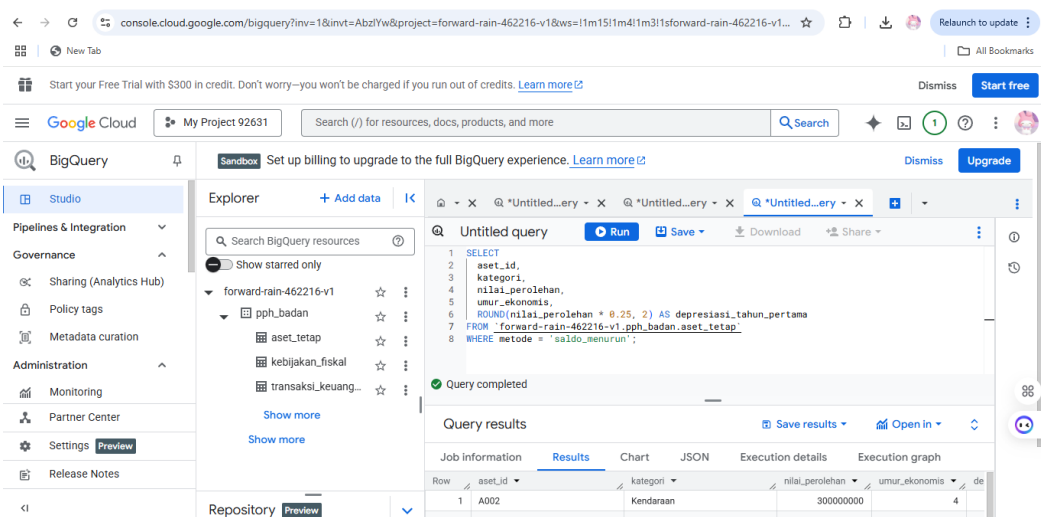 console.cloud.google.com/bigquery?inv=1&invt=AbzlYw&project=forward-rain-462216-v1&ws=!1m15!1m4!1m3!1sforward-rain-462216-v1...
Relaunch to update
New Tab
All Bookmarks
Start your Free Trial with $300 in credit. Don't worry—you won't be charged if you run out of credits. Learn more
Dismiss
Start free
Google Cloud
My Project 92631
Search (/) for resources, docs, products, and more
Search
1
BigQuery
Sandbox Set up billing to upgrade to the full BigQuery experience. Learn more
Dismiss
Upgrade
Studio
Pipelines & Integration
Governance
Sharing (Analytics Hub)
Policy tags
Metadata curation
Administration
Monitoring
Partner Center
Settings Preview
Release Notes
Explorer
+ Add data
Search BigQuery resources
Show starred only
forward-rain-462216-v1
pph_badan
aset_tetap
kebijakan_fiskal
transaksi_keuang...
Show more
Show more
Repository Preview
*Untitled...ery
*Untitled...ery
*Untitled...ery
Untitled query
Run
Save
Download
Share
1 SELECT
2 aset_id,
3 kategori,
4 nilai_perolehan,
5 umur_ekonomis,
6 ROUND(nilai_perolehan * 0.25, 2) AS depresiasi_tahun_pertama
7 FROM `forward-rain-462216-v1.pph_badan.aset_tetap`
8 WHERE metode = 'saldo_menurun';
Query completed
Query results
Save results
Open in
Job information
Results
Chart
JSON
Execution details
Execution graph
Row aset_id kategori nilai_perolehan umur_ekonomis de
1 A002 Kendaraan 300000000 4